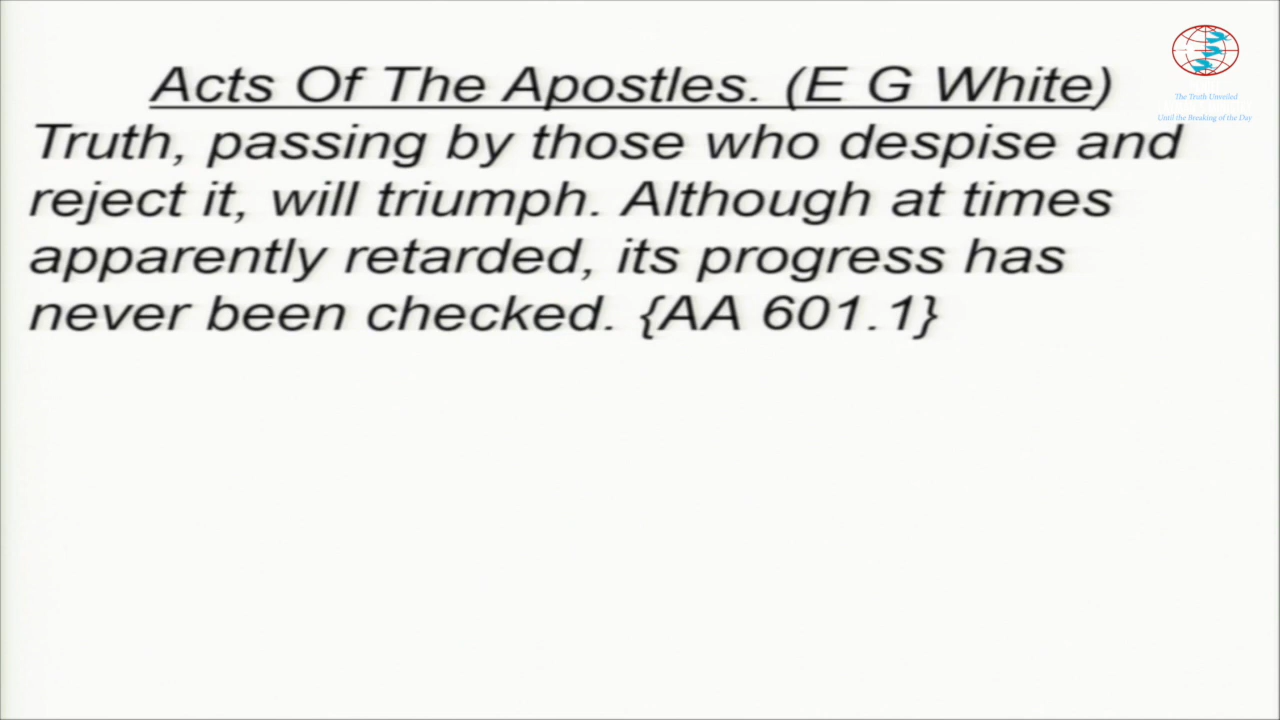 Acts Of The Apostles. (E G White)
Truth, passing by those who despise and
reject it, will triumph. Although at times
apparently retarded, its progress has
never been checked. {AA 601.1}
The Truth Unveiled
Until the Breaking of the Day